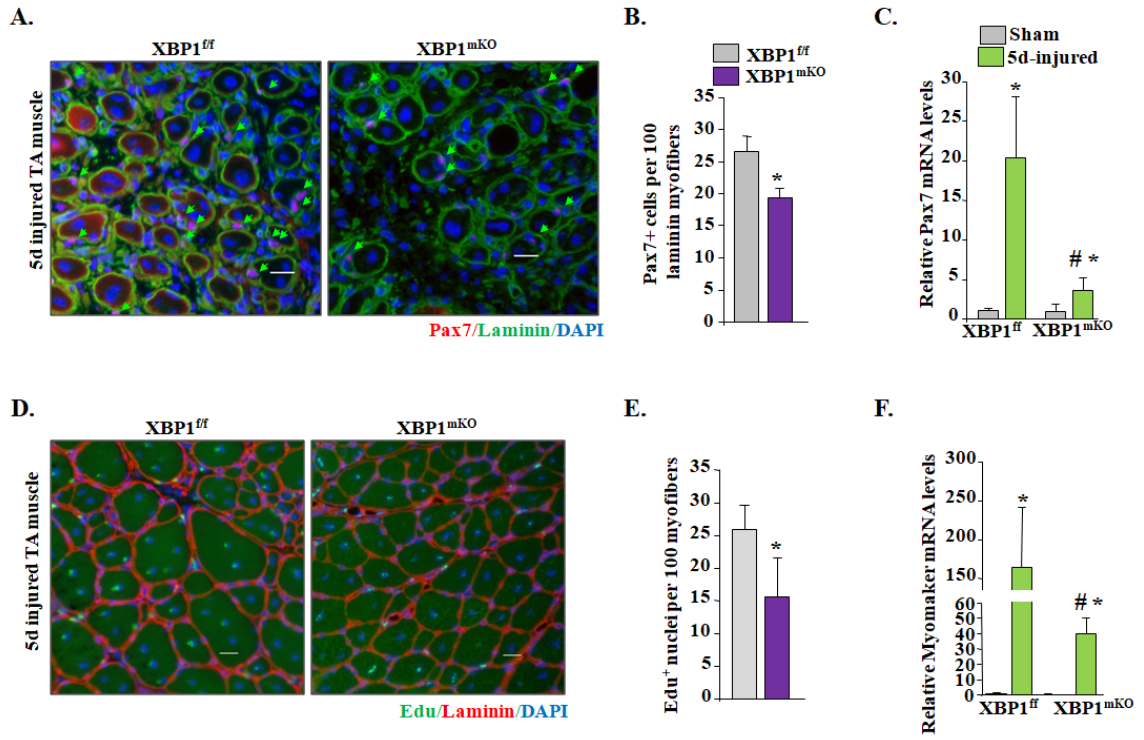 A.
XBP1f/f
XBP1mKO
5d injured TA muscle
Pax7/Laminin/DAPI
B.
XBP1f/f
XBP1mKO
Pax7+ cells per 100
laminin myofibers
35
30
25
20
15
10
5
0
*
C.
Sham
5d-injured
Relative Pax7 mRNA levels
30
25
20
15
10
5
0
*
# *
XBP1ff
XBP1mKO
D.
XBP1f/f
XBP1mKO
5d injured TA muscle
Edu/Laminin/DAPI
E.
Edu+ nuclei per 100 myofibers
35
30
25
20
15
10
5
0
*
F.
Relative Myomaker mRNA levels
300
250
200
150
60
40
20
10
0
*
# *
XBP1ff
XBP1mKO